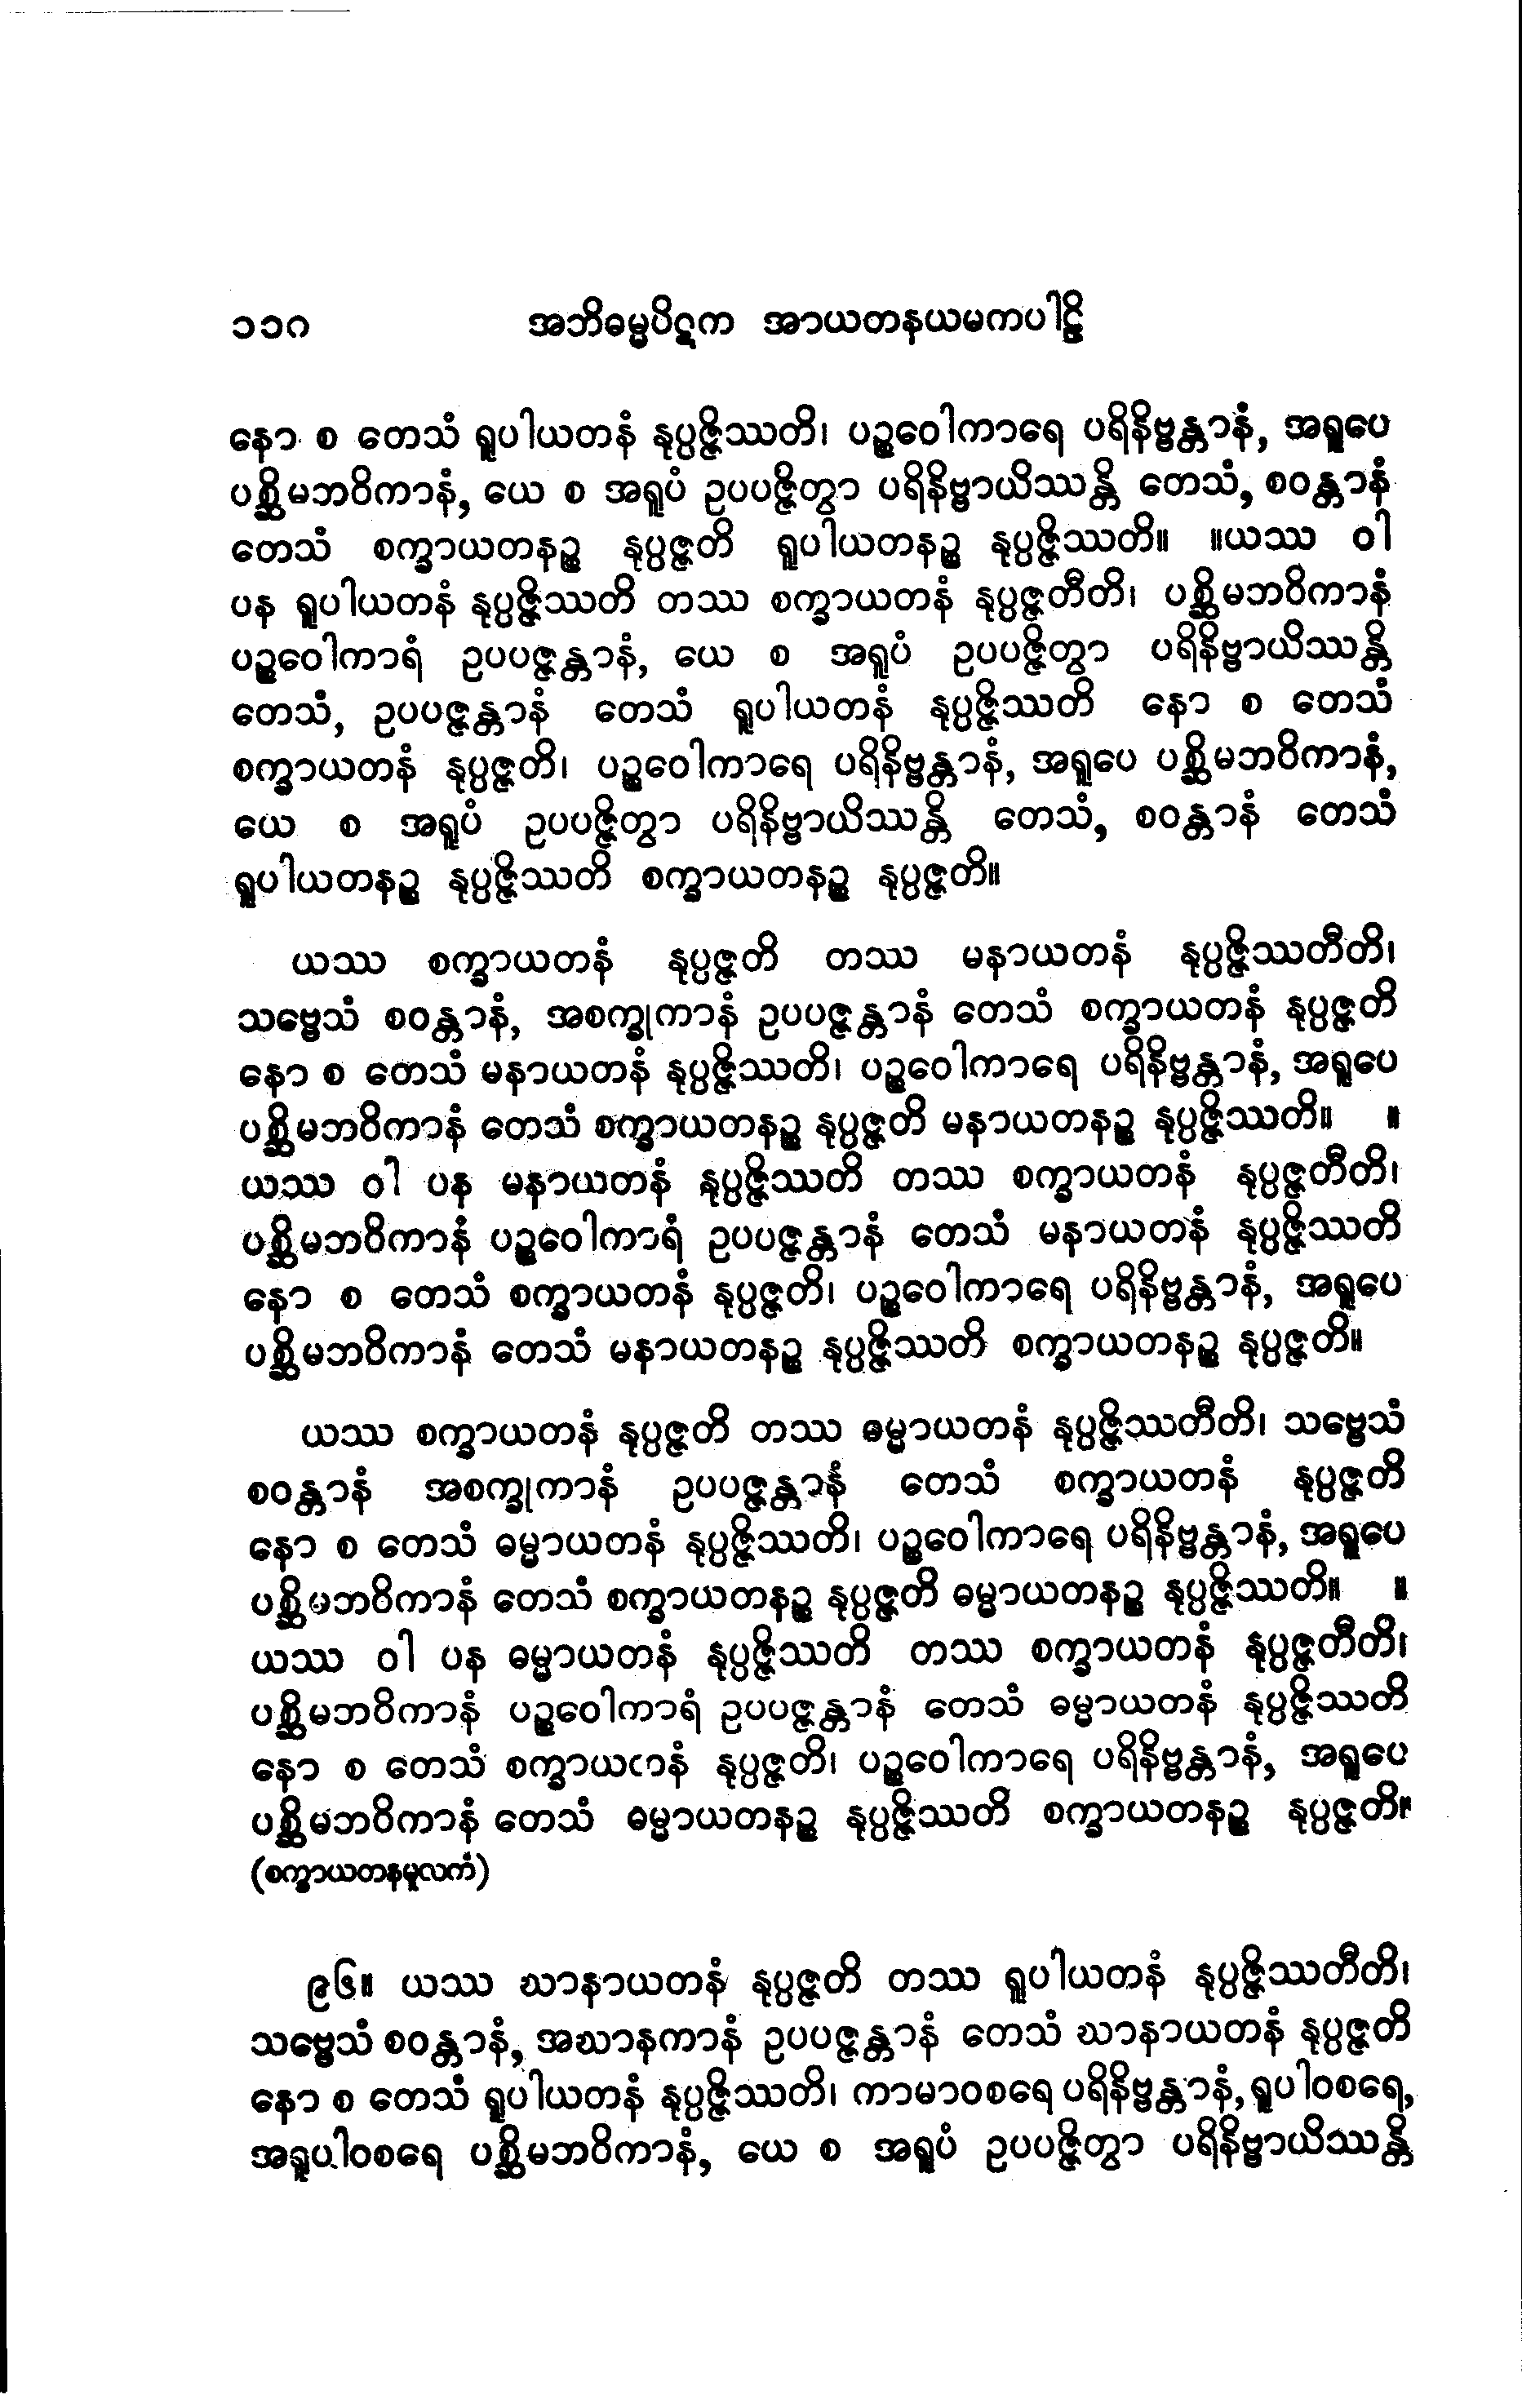 ၁၁၀ အဘိဓမ္မပိဋက အာယတနယမကပါဠိ
နော စ တေသံ ရူပါယတနံ နုပ္ပဇ္ဇိဿတိ၊ ပဉ္စဝေါကာရေ ပရိနိဗ္ဗန္တာနံ, အရူပေ
ပစ္ဆိမဘဝိကာနံ, ယေ စ အရူပံ ဥပပဇ္ဇိတွာ ပရိနိဗ္ဗာယိဿန္တိ တေသံ, စဝန္တာနံ
တေသံ စက္ခာယတနဉ္စ နုပ္ပဇ္ဇတိ ရူပါယတနဉ္စ နုပ္ပဇ္ဇိဿတိ။ ။ယဿ ဝါ
ပန ရူပါယတနံ နုပ္ပဇ္ဇိဿတိ တဿ စက္ခာယတနံ နုပ္ပဇ္ဇတီတိ၊ ပစ္ဆိမဘဝိကာနံ
ပဉ္စဝေါကာရံ ဥပပဇ္ဇန္တာနံ, ယေ စ အရူပံ ဥပပဇ္ဇိတွာ ပရိနိဗ္ဗာယိဿန္တိ
တေသံ, ဥပပဇ္ဇန္တာနံ တေသံ ရူပါယတနံ နုပ္ပဇ္ဇိဿတိ နော စ တေသံ
စက္ခာယတနံ နုပ္ပဇ္ဇတိ၊ ပဉ္စဝေါကာရေ ပရိနိဗ္ဗန္တာနံ, အရူပေ ပစ္ဆိမဘဝိကာနံ,
ယေ စ အရူပံ ဥပပဇ္ဇိတွာ ပရိနိဗ္ဗာယိဿန္တိ တေသံ, စဝန္တာနံ တေသံ
ရူပါယတနဉ္စ နုပ္ပဇ္ဇိဿတိ စက္ခာယတနဉ္စ နုပ္ပဇ္ဇတိ။
ယဿ စက္ခာယတနံ နုပ္ပဇ္ဇတိ တဿ မနာယတနံ နုပ္ပဇ္ဇိဿတီတိ၊
သဗ္ဗေသံ စဝန္တာနံ, အစက္ခုကာနံ ဥပပဇ္ဇန္တာနံ တေသံ စက္ခာယတနံ နုပ္ပဇ္ဇတိ
နော စ တေသံ မနာယတနံ နုပ္ပဇ္ဇိဿတိ၊ ပဉ္စဝေါကာရေ ပရိနိဗ္ဗန္တာနံ, အရူပေ
ပစ္ဆိမဘဝိကာနံ တေသံ စက္ခာယတနဉ္စ နုပ္ပဇ္ဇတိ မနာယတနဉ္စ နုပ္ပဇ္ဇိဿတိ။ ။
ယဿ ဝါ ပန မနာယတနံ နုပ္ပဇ္ဇိဿတိ တဿ စက္ခာယတနံ နုပ္ပဇ္ဇတီတိ၊
ပစ္ဆိမဘဝိကာနံ ပဉ္စဝေါကာရံ ဥပပဇ္ဇန္တာနံ တေသံ မနာယတနံ နုပ္ပဇ္ဇိဿတိ
နော စ တေသံ စက္ခာယတနံ နုပ္ပဇ္ဇတိ၊ ပဉ္စဝေါကာရေ ပရိနိဗ္ဗန္တာနံ, အရူပေ
ပစ္ဆိမဘဝိကာနံ တေသံ မနာယတနဉ္စ နုပ္ပဇ္ဇိဿတိ စက္ခာယတနဉ္စ နုပ္ပဇ္ဇတိ။
ယဿ စက္ခာယတနံ နုပ္ပဇ္ဇတိ တဿ ဓမ္မာယတနံ နုပ္ပဇ္ဇိဿတီတိ၊ သဗ္ဗေသံ
စဝန္တာနံ အစက္ခုကာနံ ဥပပဇ္ဇန္တာနံ တေသံ စက္ခာယတနံ နုပ္ပဇ္ဇတိ
နော စ တေသံ ဓမ္မာယတနံ နုပ္ပဇ္ဇိဿတိ၊ ပဉ္စဝေါကာရေ ပရိနိဗ္ဗန္တာနံ, အရူပေ
ပစ္ဆိမဘဝိကာနံ တေသံ စက္ခာယတနဉ္စ နုပ္ပဇ္ဇတိ ဓမ္မာယတနဉ္စ နုပ္ပဇ္ဇိဿတိ။ ။
ယဿ ဝါ ပန ဓမ္မာယတနံ နုပ္ပဇ္ဇိဿတိ တဿ စက္ခာယတနံ နုပ္ပဇ္ဇတီတိ၊
ပစ္ဆိမဘဝိကာနံ ပဉ္စဝေါကာရံ ဥပပဇ္ဇန္တာနံ တေသံ ဓမ္မာယတနံ နုပ္ပဇ္ဇိဿတိ
နော စ တေသံ စက္ခာယတနံ နုပ္ပဇ္ဇတိ၊ ပဉ္စဝေါကာရေ ပရိနိဗ္ဗန္တာနံ, အရူပေ
ပစ္ဆိမဘဝိကာနံ တေသံ ဓမ္မာယတနဉ္စ နုပ္ပဇ္ဇိဿတိ စက္ခာယတနဉ္စ နုပ္ပဇ္ဇတိ။
(စက္ခာယတနမူလကံ)
၉၆။ ယဿ ဃာနာယတနံ နုပ္ပဇ္ဇတိ တဿ ရူပါယတနံ နုပ္ပဇ္ဇိဿတီတိ၊
သဗ္ဗေသံ စဝန္တာနံ, အဃာနကာနံ ဥပပဇ္ဇန္တာနံ တေသံ ဃာနာယတနံ နုပ္ပဇ္ဇတိ
နော စ တေသံ ရူပါယတနံ နုပ္ပဇ္ဇိဿတိ၊ ကာမာဝစရေ ပရိနိဗ္ဗန္တာနံ, ရူပါဝစရေ,
အရူပါဝစရေ ပစ္ဆိမဘဝိကာနံ, ယေ စ အရူပံ ဥပပဇ္ဇိတွာ ပရိနိဗ္ဗာယိဿန္တိ